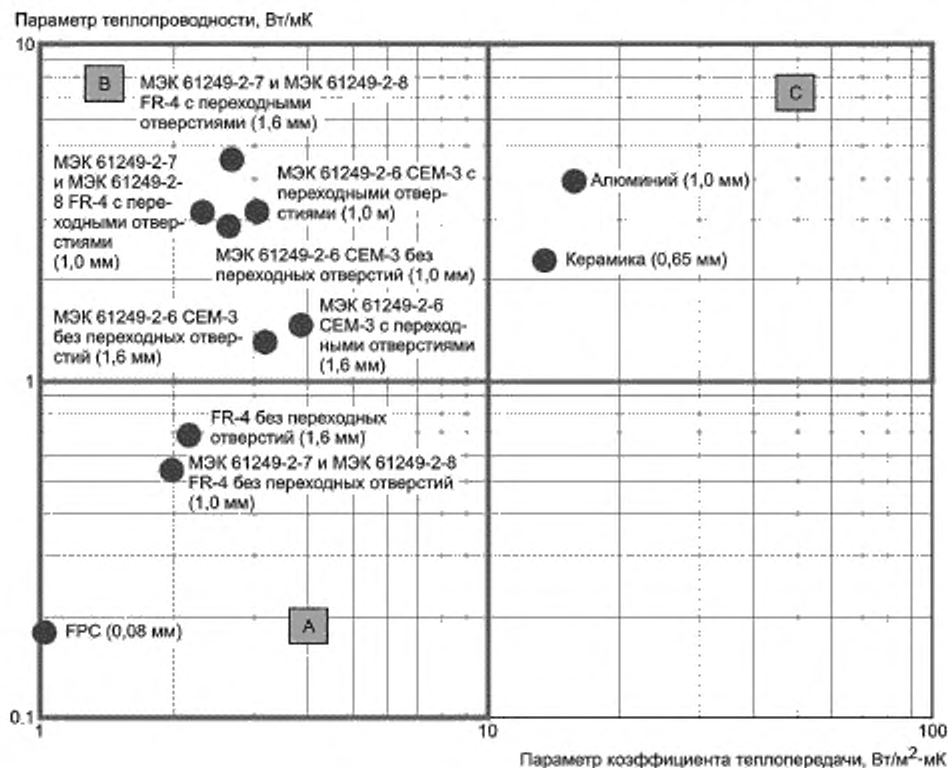 Параметр теплопроводности, Вт/мК
10
B
МЭК 61249-2-7 и МЭК 61249-2-8
FR-4 с переходными
отверстиями (1,6 мм)
C
МЭК 61249-2-7
и МЭК 61249-2-
8 FR-4 с пере-
ходными отвер-
стиями
(1,0 мм)
МЭК 61249-2-6 CEM-3 с
переходными отвер-
стиями (1,0 м)
Алюминий (1,0 мм)
МЭК 61249-2-6 CEM-3 без
переходных отверстий (1,0 мм)
Керамика (0,65 мм)
МЭК 61249-2-6 CEM-3
без переходных отвер-
стий (1,6 мм)
МЭК 61249-2-6
CEM-3 с переход-
ными отверстиями
(1,6 мм)
1
FR-4 без переходных
отверстий (1,6 мм)
МЭК 61249-2-7 и МЭК 61249-2-8
FR-4 без переходных отверстий
(1,0 мм)
FPC (0,08 мм)
A
0.1
1
10
100
Параметр коэффициента теплопередачи, Вт/м²-мК